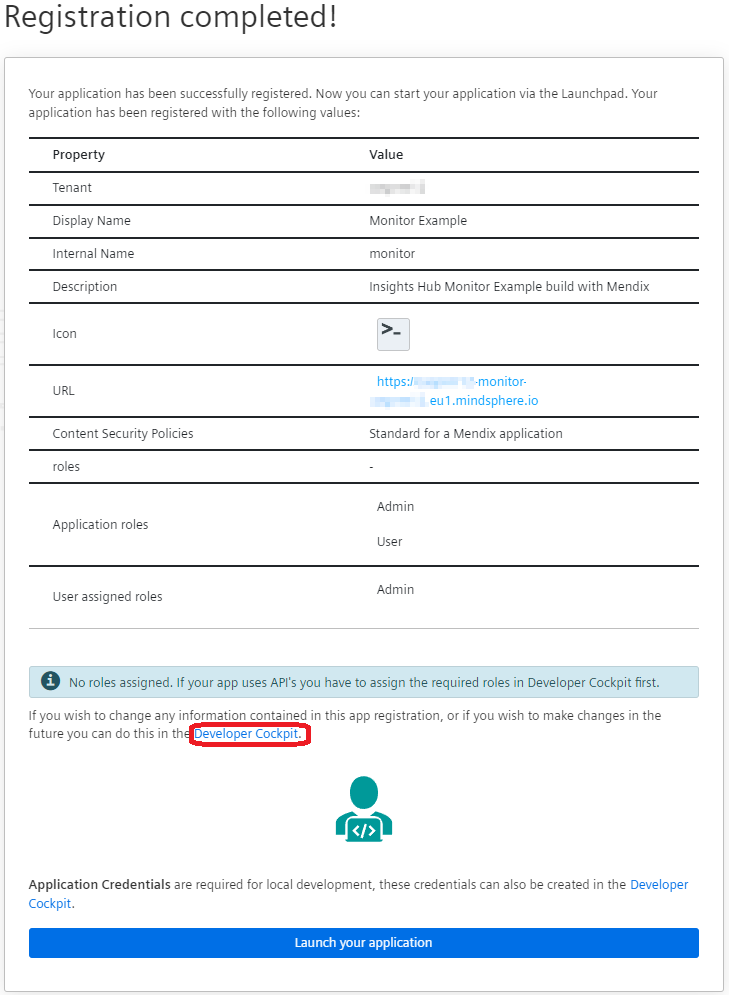 Registration completed!
Your application has been successfully registered. Now you can start your application via the Launchpad. Your
application has been registered with the following values:
Property Value
Tenant
Display Name Monitor Example
Internal Name monitor
Description Insights Hub Monitor Example build with Mendix
Icon >_
URL https:/ -monitor-
.eu1.mindsphere.io
Content Security Policies Standard for a Mendix application
roles -
Application roles Admin
User
User assigned roles Admin
No roles assigned. If your app uses API's you have to assign the required roles in Developer Cockpit first.
If you wish to change any information contained in this app registration, or if you wish to make changes in the
future you can do this in the Developer Cockpit.
</>
Application Credentials are required for local development, these credentials can also be created in the Developer
Cockpit.
Launch your application